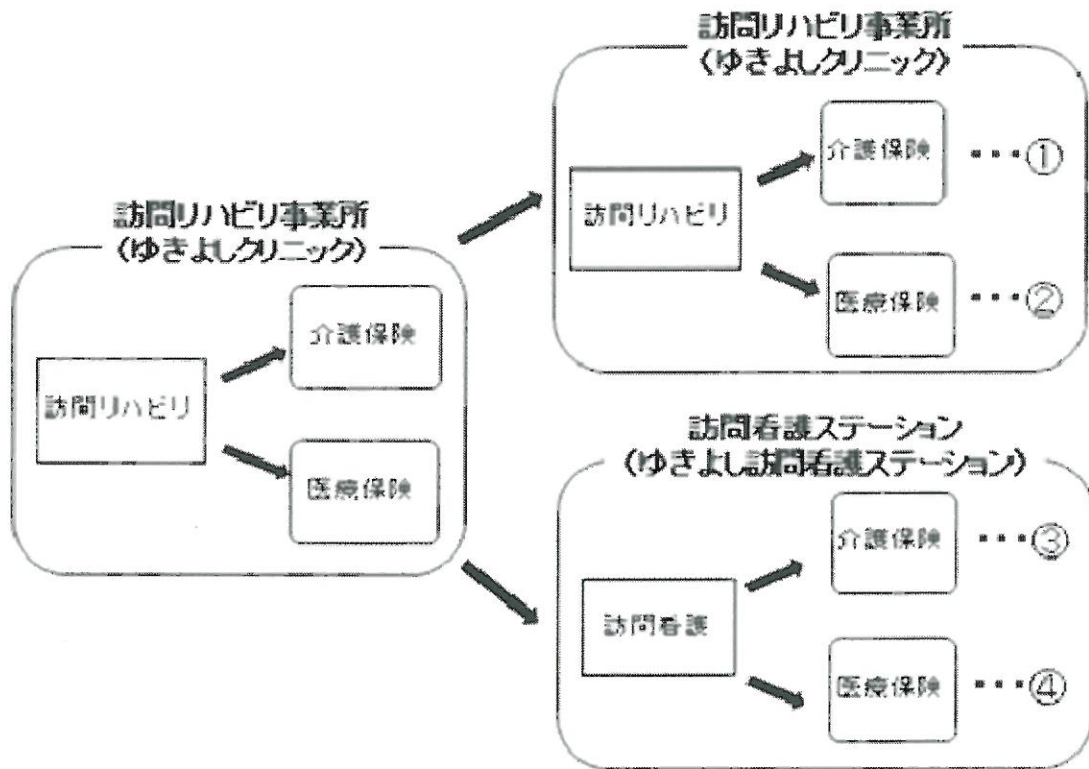 訪問リハビリ事業所
(ゆきよしクリニック)
訪問リハビリ
介護保険
医療保険
訪問リハビリ事業所
(ゆきよしクリニック)
訪問リハビリ
介護保険 ・・・①
医療保険 ・・・②
訪問看護ステーション
(ゆきよし訪問看護ステーション)
訪問看護
介護保険 ・・・③
医療保険 ・・・④